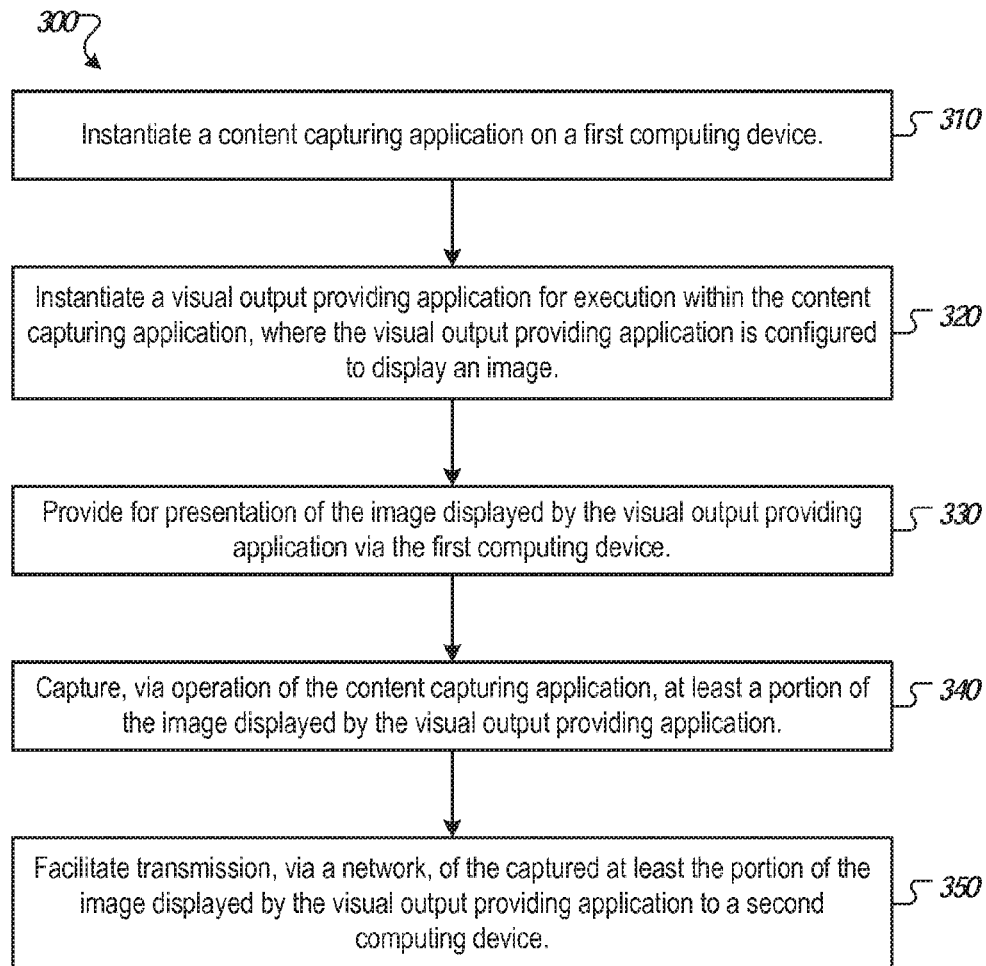 300
Instantiate a content capturing application on a first computing device.
310
Instantiate a visual output providing application for execution within the content
capturing application, where the visual output providing application is configured
to display an image.
320
Provide for presentation of the image displayed by the visual output providing
application via the first computing device.
330
Capture, via operation of the content capturing application, at least a portion of
the image displayed by the visual output providing application.
340
Facilitate transmission, via a network, of the captured at least the portion of the
image displayed by the visual output providing application to a second
computing device.
350